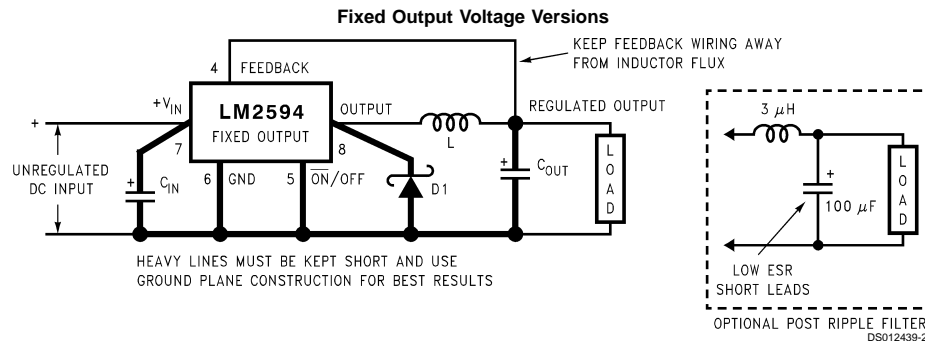 Fixed Output Voltage Versions
KEEP FEEDBACK WIRING AWAY
FROM INDUCTOR FLUX
4 FEEDBACK
+VIN
LM2594
FIXED OUTPUT
OUTPUT
REGULATED OUTPUT
L
+
7
8
UNREGULATED
DC INPUT
+
CIN
6 GND
5 ON/OFF
D1
+
COUT
LOAD
HEAVY LINES MUST BE KEPT SHORT AND USE
GROUND PLANE CONSTRUCTION FOR BEST RESULTS
3 μH
+
100 μF
LOAD
LOW ESR
SHORT LEADS
OPTIONAL POST RIPPLE FILTER
DS012439-2